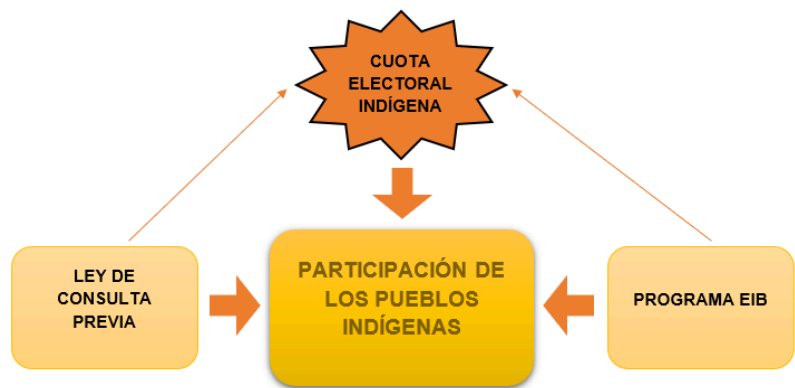 CUOTA
ELECTORAL
INDÍGENA
LEY DE
CONSULTA
PREVIA
PARTICIPACIÓN DE
LOS PUEBLOS
INDÍGENAS
PROGRAMA EIB